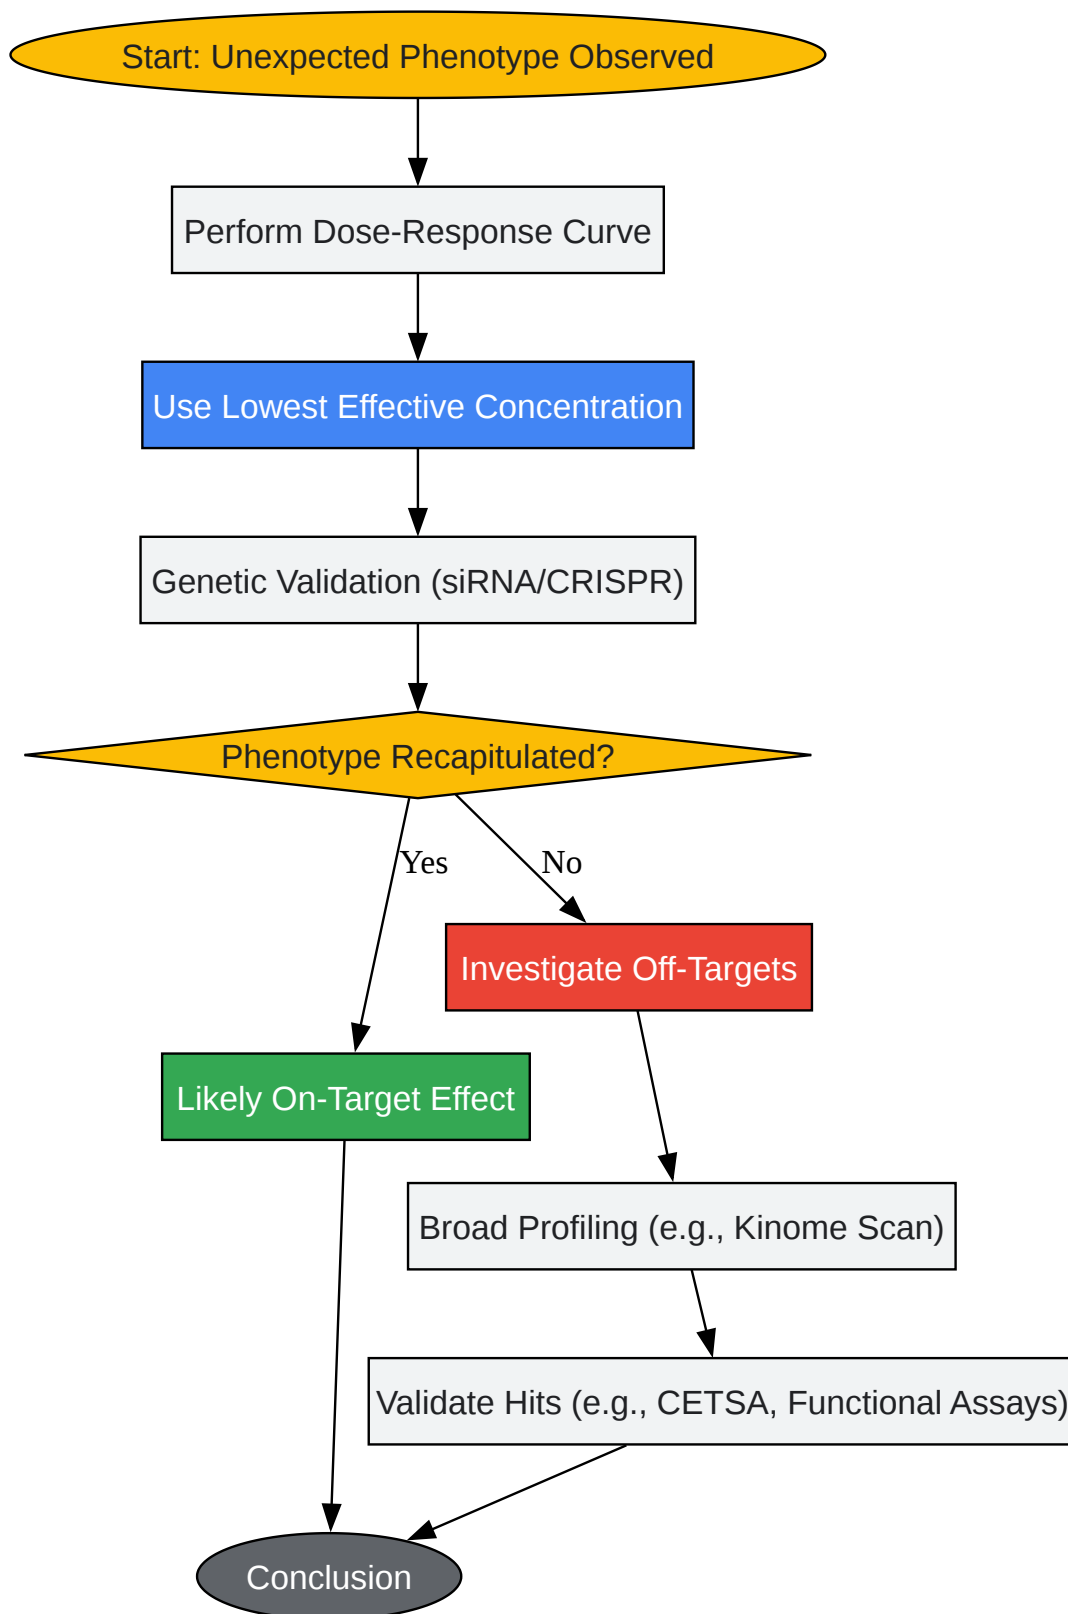 Start: Unexpected Phenotype Observed
Perform Dose-Response Curve
Use Lowest Effective Concentration
Genetic Validation (siRNA/CRISPR)
Phenotype Recapitulated?
Yes
No
Investigate Off-Targets
Likely On-Target Effect
Broad Profiling (e.g., Kinome Scan)
Validate Hits (e.g., CETSA, Functional Assays)
Conclusion